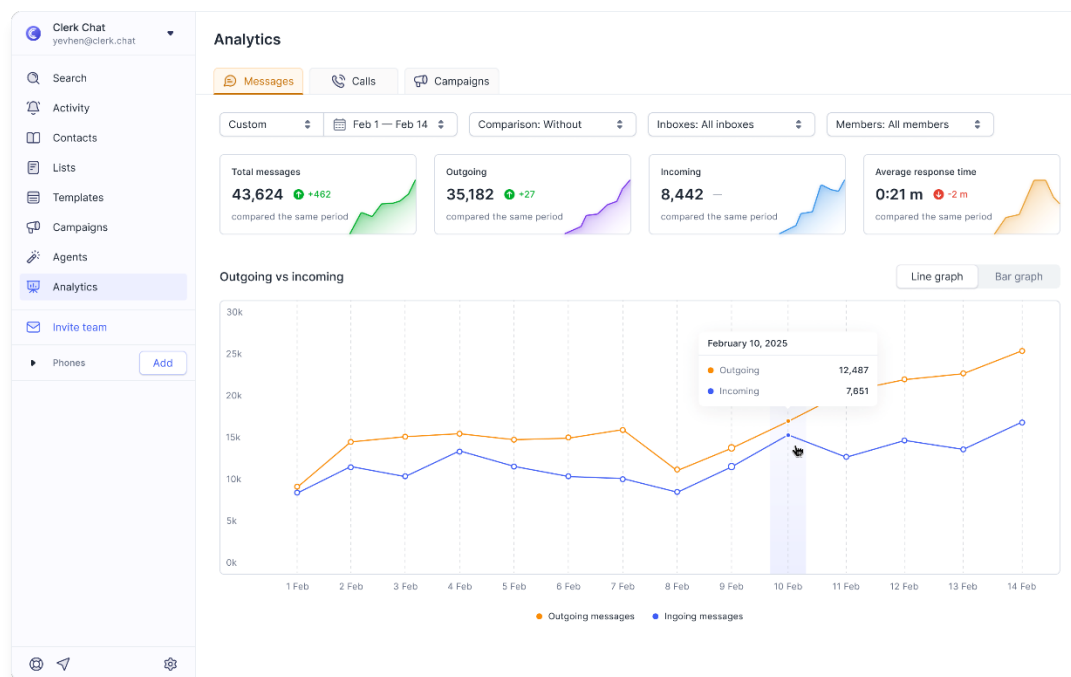 Clerk Chat
yevhen@clerk.chat
Search
Activity
Contacts
Lists
Templates
Campaigns
Agents
Analytics
Invite team
Phones
Add
Analytics
Messages
Calls
Campaigns
Custom
Feb 1 — Feb 14
Comparison: Without
Inboxes: All inboxes
Members: All members
Total messages
43,624 +462
compared the same period
Outgoing
35,182 +27
compared the same period
Incoming
8,442 —
compared the same period
Average response time
0:21 m -2 m
compared the same period
Outgoing vs incoming
Line graph
Bar graph
30k
25k
20k
15k
10k
5k
0k
February 10, 2025
Outgoing 12,487
Incoming 7,651
1 Feb 2 Feb 3 Feb 4 Feb 5 Feb 6 Feb 7 Feb 8 Feb 9 Feb 10 Feb 11 Feb 12 Feb 13 Feb 14 Feb
Outgoing messages Ingoing messages